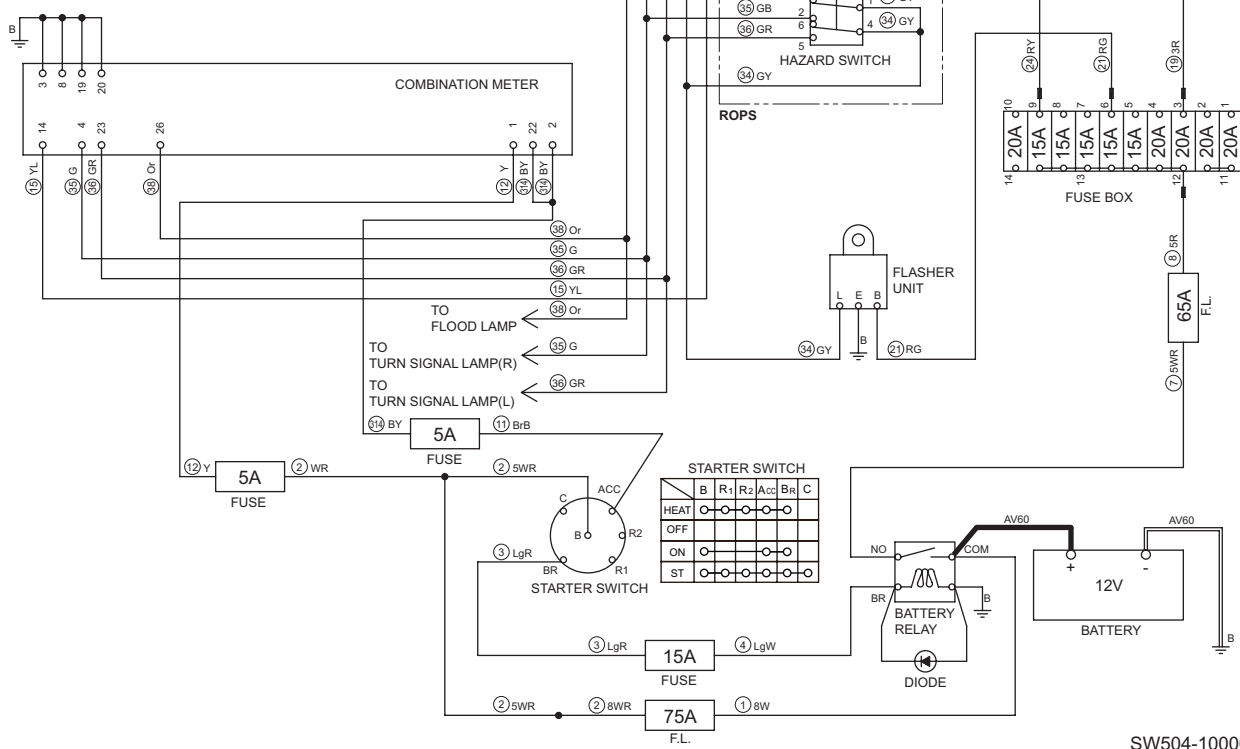 35 GB
36 GR
2
6
5
4
34 GY
HAZARD SWITCH
34 GY
ROPS
B
3
8
19
20
COMBINATION METER
14
4
23
26
1
22
2
15 YL
35 G
36 GR
38 Or
12 Y
314 BY
314 BY
24 RY
21 RG
19 3R
10
9
8
7
6
5
4
3
2
1
20A
15A
15A
15A
15A
15A
20A
20A
20A
20A
14
13
12
11
FUSE BOX
38 Or
35 G
36 GR
15 YL
TO
FLOOD LAMP
38 Or
TO
TURN SIGNAL LAMP(R)
35 G
TO
TURN SIGNAL LAMP(L)
36 GR
FLASHER
UNIT
L E B
34 GY
B
21 RG
8 5R
65A
F.L.
7 5WR
314 BY
5A
FUSE
11 BrB
12 Y
5A
FUSE
2 WR
2 5WR
C
ACC
B
R2
BR
R1
STARTER SWITCH
3 LgR
STARTER SWITCH
B R1 R2 Acc BR C
HEAT
OFF
ON
ST
NO
COM
BR
B
BATTERY
RELAY
DIODE
AV60
AV60
+
-
12V
BATTERY
B
3 LgR
15A
FUSE
4 LgW
2 5WR
2 8WR
75A
F.L.
1 8W